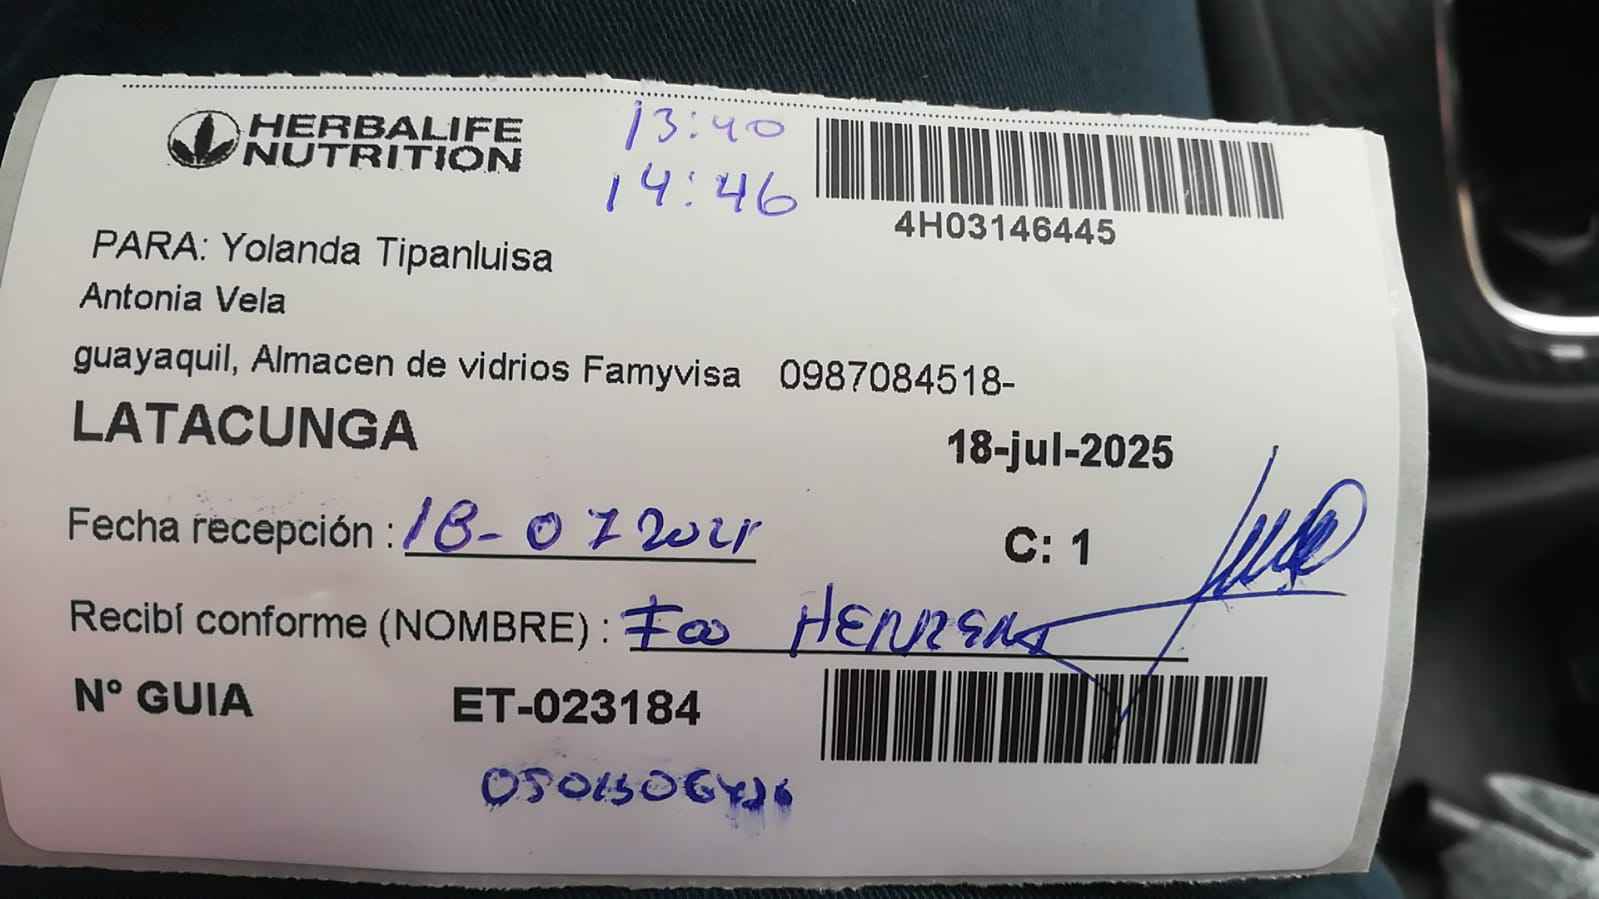 HERBALIFE
NUTRITION
13:40
14:46
4H03146445
PARA: Yolanda Tipanluisa
Antonia Vela
guayaquil, Almacen de vidrios Famyvisa 0987084518-
LATACUNGA
18-jul-2025
Fecha recepción : 18-07
C: 1
Recibí conforme (NOMBRE) :
N° GUIA ET-023184